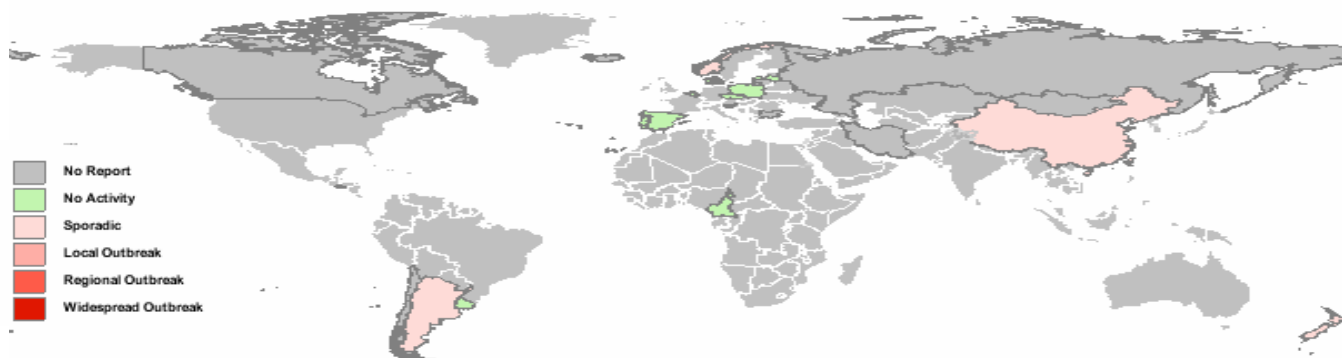 No Report
No Activity
Sporadic
Local Outbreak
Regional Outbreak
Widespread Outbreak